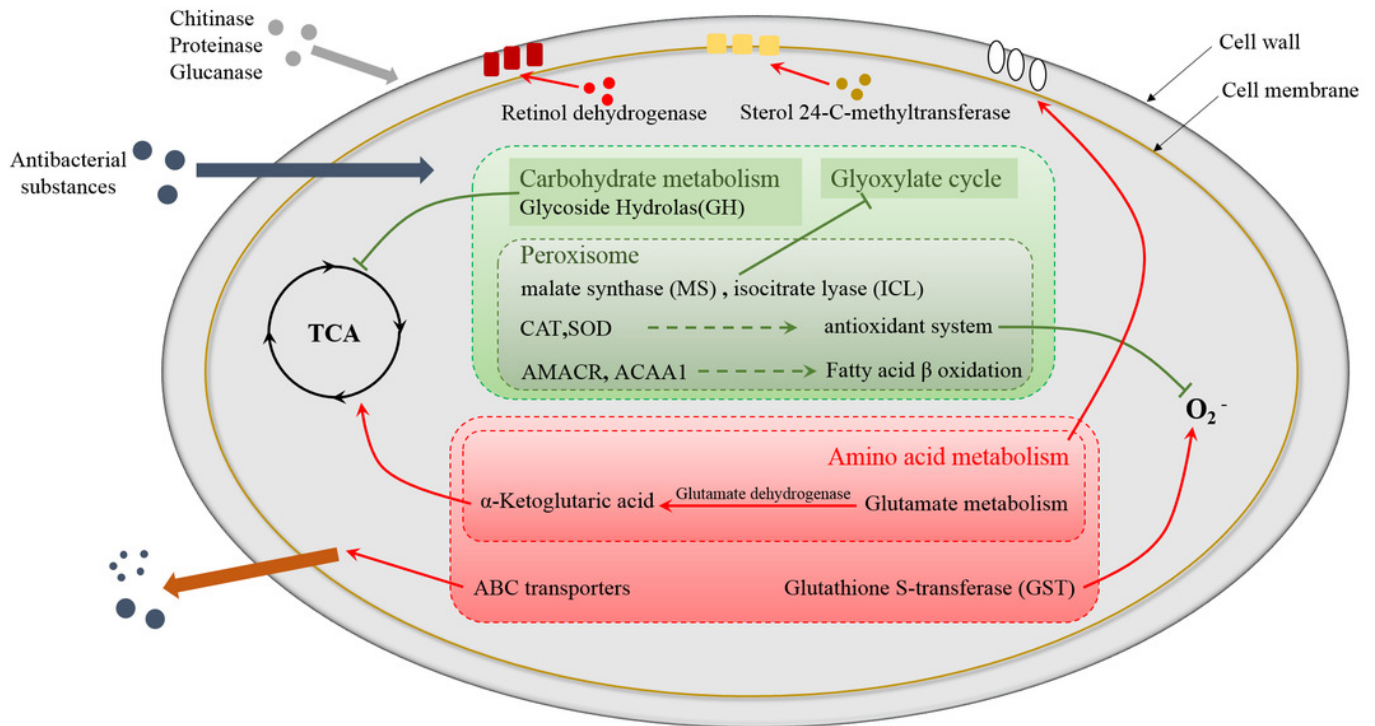 Chitinase
Proteinase
Glucanase
Cell wall
Cell membrane
Retinol dehydrogenase
Sterol 24-C-methyltransferase
Antibacterial
substances
Carbohydrate metabolism
Glycoside Hydrolas(GH)
Glyoxylate cycle
Peroxisome
malate synthase (MS) , isocitrate lyase (ICL)
TCA
CAT,SOD
antioxidant system
AMACR, ACAA1
Fatty acid β oxidation
O₂⁻
Amino acid metabolism
α-Ketoglutaric acid
Glutamate dehydrogenase
Glutamate metabolism
ABC transporters
Glutathione S-transferase (GST)